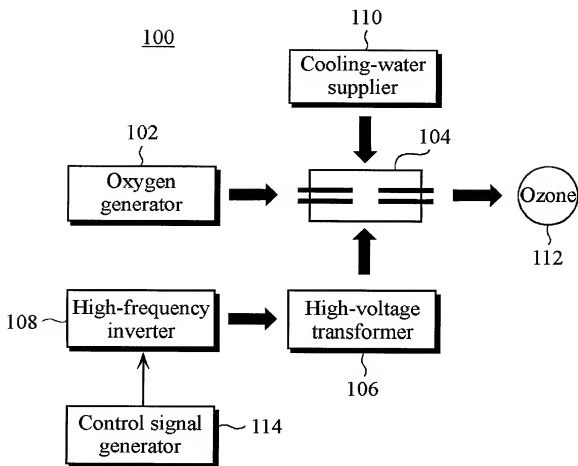 100
110
Cooling-water
supplier
102
104
Oxygen
generator
Ozone
112
108
High-frequency
inverter
High-voltage
transformer
106
Control signal
generator
114